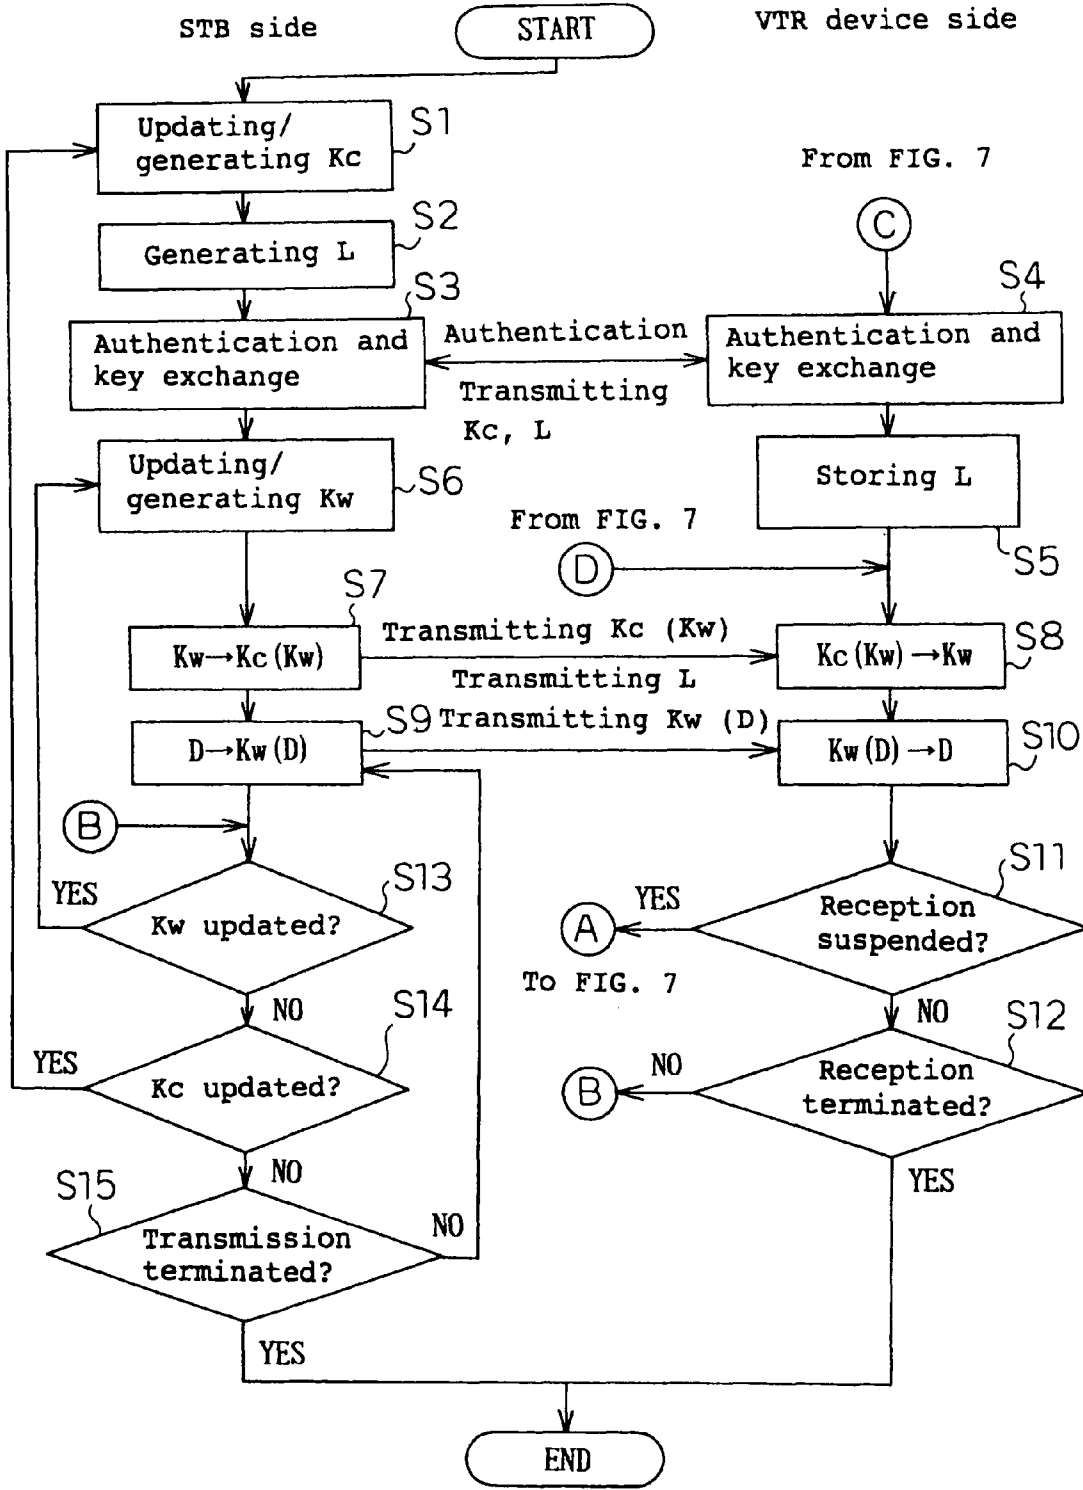 STB side
START
VTR device side
Updating/
generating Kc
S1
From FIG. 7
Generating L
S2
C
S3
S4
Authentication and
key exchange
Authentication
Transmitting
Kc, L
Authentication and
key exchange
Updating/
generating Kw
S6
Storing L
S5
From FIG. 7
D
S7
Kw→Kc(Kw)
Transmitting Kc (Kw)
Transmitting L
Kc(Kw)→Kw
S8
S9
D→Kw(D)
Transmitting Kw (D)
Kw(D)→D
S10
B
S13
YES
Kw updated?
NO
S11
YES
Reception
suspended?
A
To FIG. 7
NO
S14
YES
Kc updated?
NO
S12
NO
Reception
terminated?
B
YES
S15
NO
Transmission
terminated?
YES
END